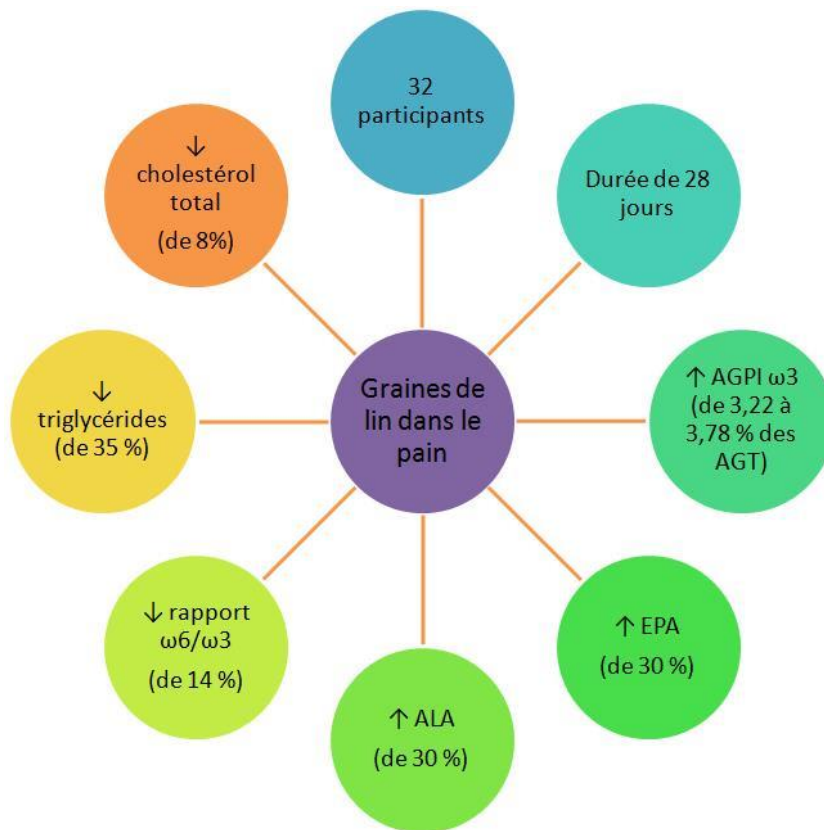 32
participants
Durée de 28
jours
↑ AGPI ω3
(de 3,22 à
3,78 % des
AGT)
↑ EPA
(de 30 %)
↑ ALA
(de 30 %)
↓ rapport
ω6/ω3
(de 14 %)
↓
triglycérides
(de 35 %)
↓
cholestérol
total
(de 8%)
Graines de
lin dans le
pain